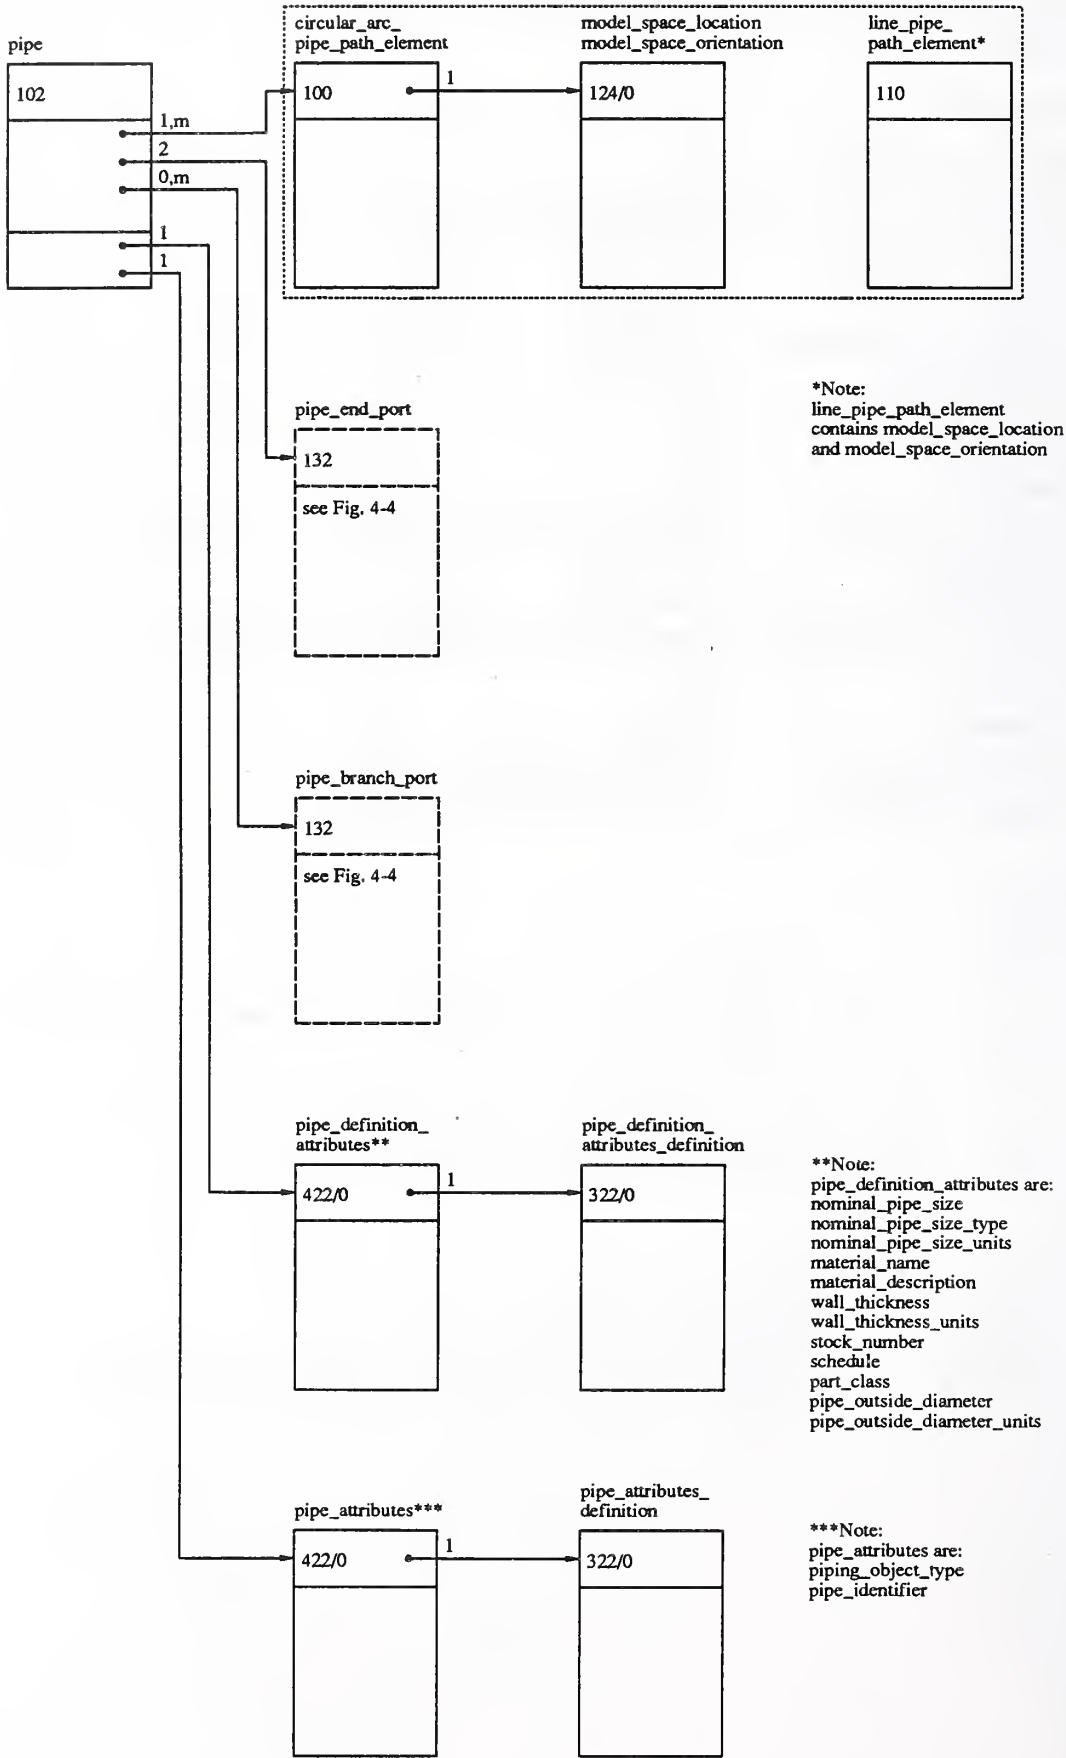 pipe
102
1,m
2
0,m
1
1
circular_arc_
pipe_path_element
100
1
model_space_location
model_space_orientation
124/0
line_pipe_
path_element*
110
*Note:
line_pipe_path_element
contains model_space_location
and model_space_orientation
pipe_end_port
132
see Fig. 4-4
pipe_branch_port
132
see Fig. 4-4
pipe_definition_
attributes**
422/0
1
pipe_definition_
attributes_definition
322/0
**Note:
pipe_definition_attributes are:
nominal_pipe_size
nominal_pipe_size_type
nominal_pipe_size_units
material_name
material_description
wall_thickness
wall_thickness_units
stock_number
schedule
part_class
pipe_outside_diameter
pipe_outside_diameter_units
pipe_attributes***
422/0
1
pipe_attributes_
definition
322/0
***Note:
pipe_attributes are:
piping_object_type
pipe_identifier